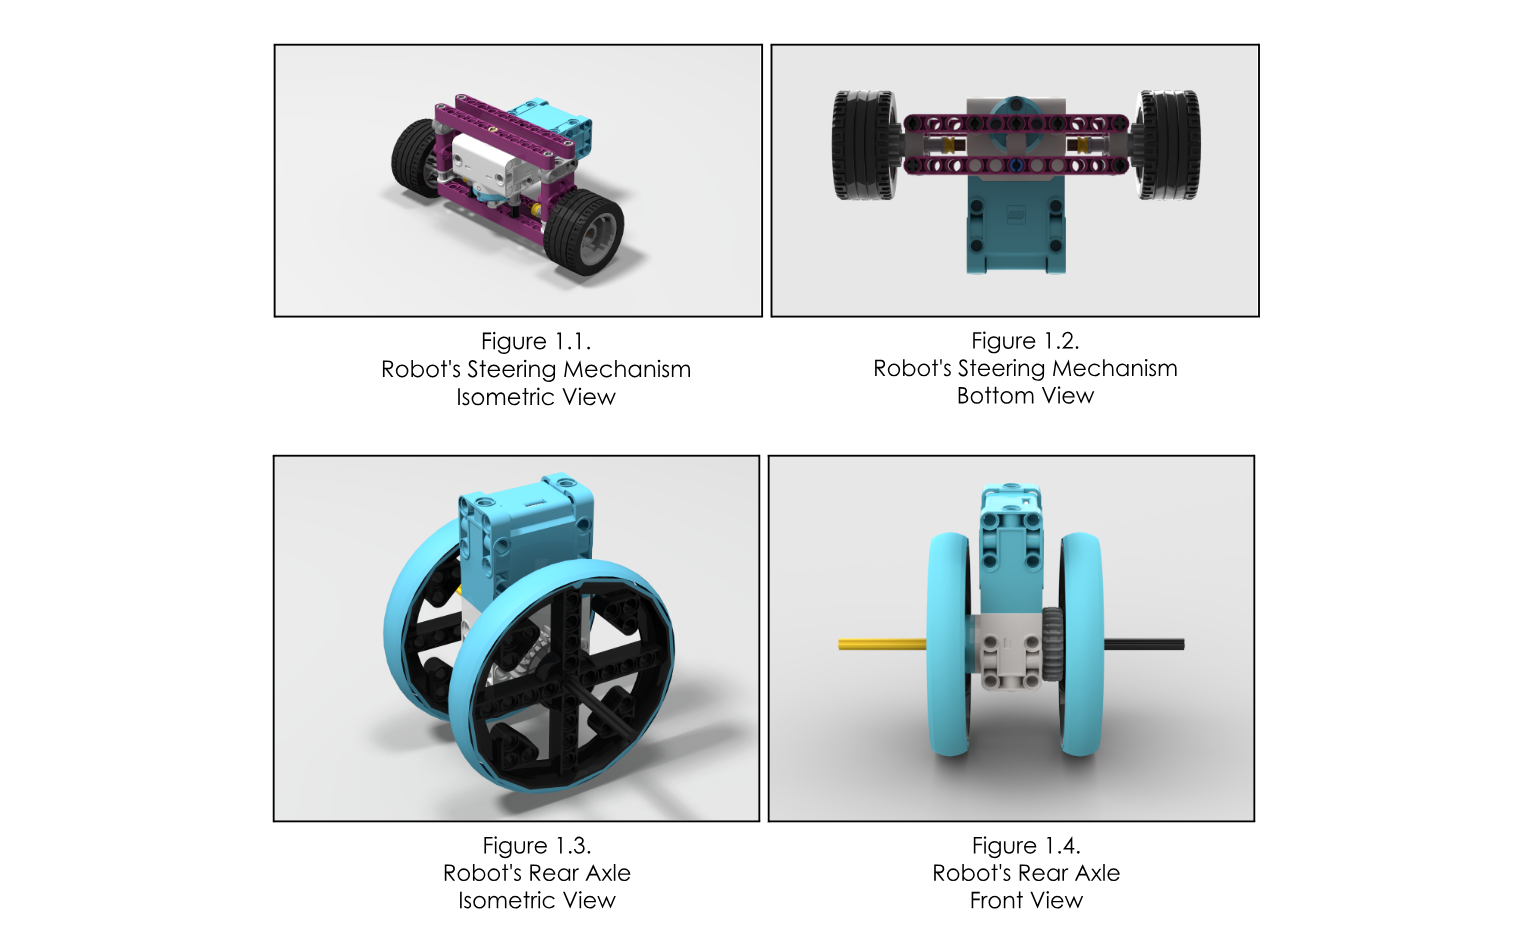 Figure 1.1.
Robot's Steering Mechanism
Isometric View
Figure 1.2.
Robot's Steering Mechanism
Bottom View
Figure 1.3.
Robot's Rear Axle
Isometric View
Figure 1.4.
Robot's Rear Axle
Front View